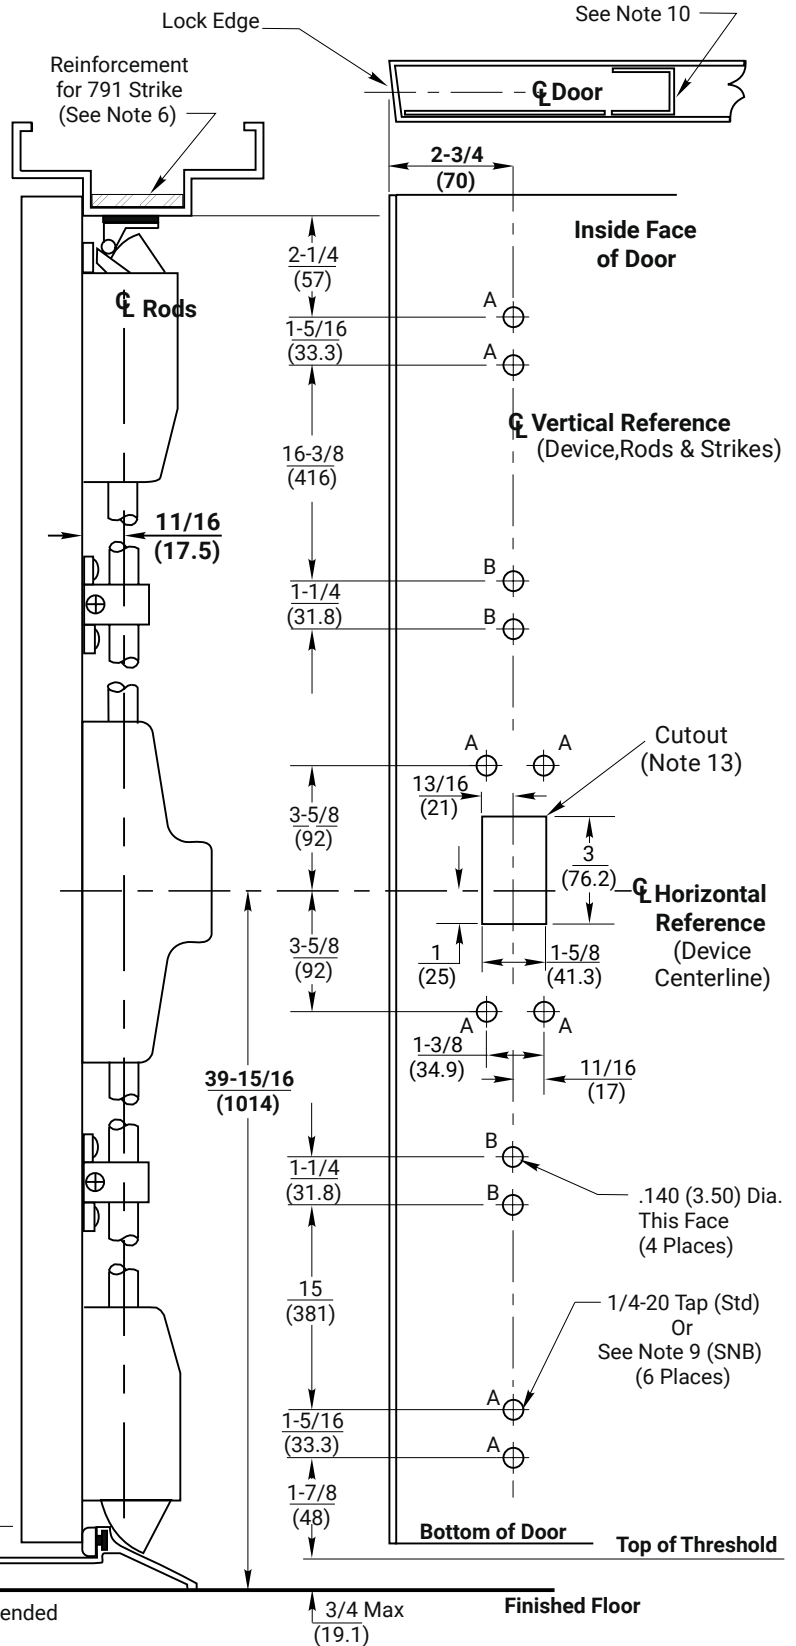 Lock Edge
See Note 10
Reinforcement
for 791 Strike
(See Note 6)
℄ Door
2-3/4
(70)
Inside Face
of Door
2-1/4
(57)
A
℄ Rods
1-5/16
(33.3)
A
℄ Vertical Reference
(Device,Rods & Strikes)
16-3/8
(416)
11/16
(17.5)
B
1-1/4
(31.8)
B
Cutout
(Note 13)
A
A
13/16
(21)
3-5/8
(92)
3
(76.2)
℄ Horizontal
Reference
(Device
Centerline)
3-5/8
(92)
1
(25)
1-5/8
(41.3)
A
A
1-3/8
(34.9)
11/16
(17)
39-15/16
(1014)
B
1-1/4
(31.8)
B
.140 (3.50) Dia.
This Face
(4 Places)
15
(381)
1/4-20 Tap (Std)
Or
See Note 9 (SNB)
(6 Places)
A
1-5/16
(33.3)
A
1-7/8
(48)
Bottom of Door
Top of Threshold
ended
3/4 Max
(19.1)
Finished Floor